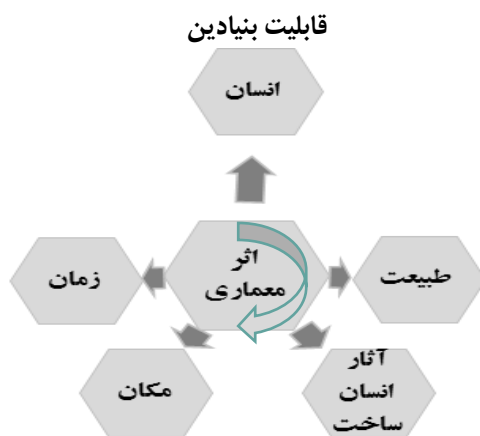 قابلیت بنیادین
انسان
اثر
معماری
طبیعت
زمان
آثار
انسان
ساخت
مکان